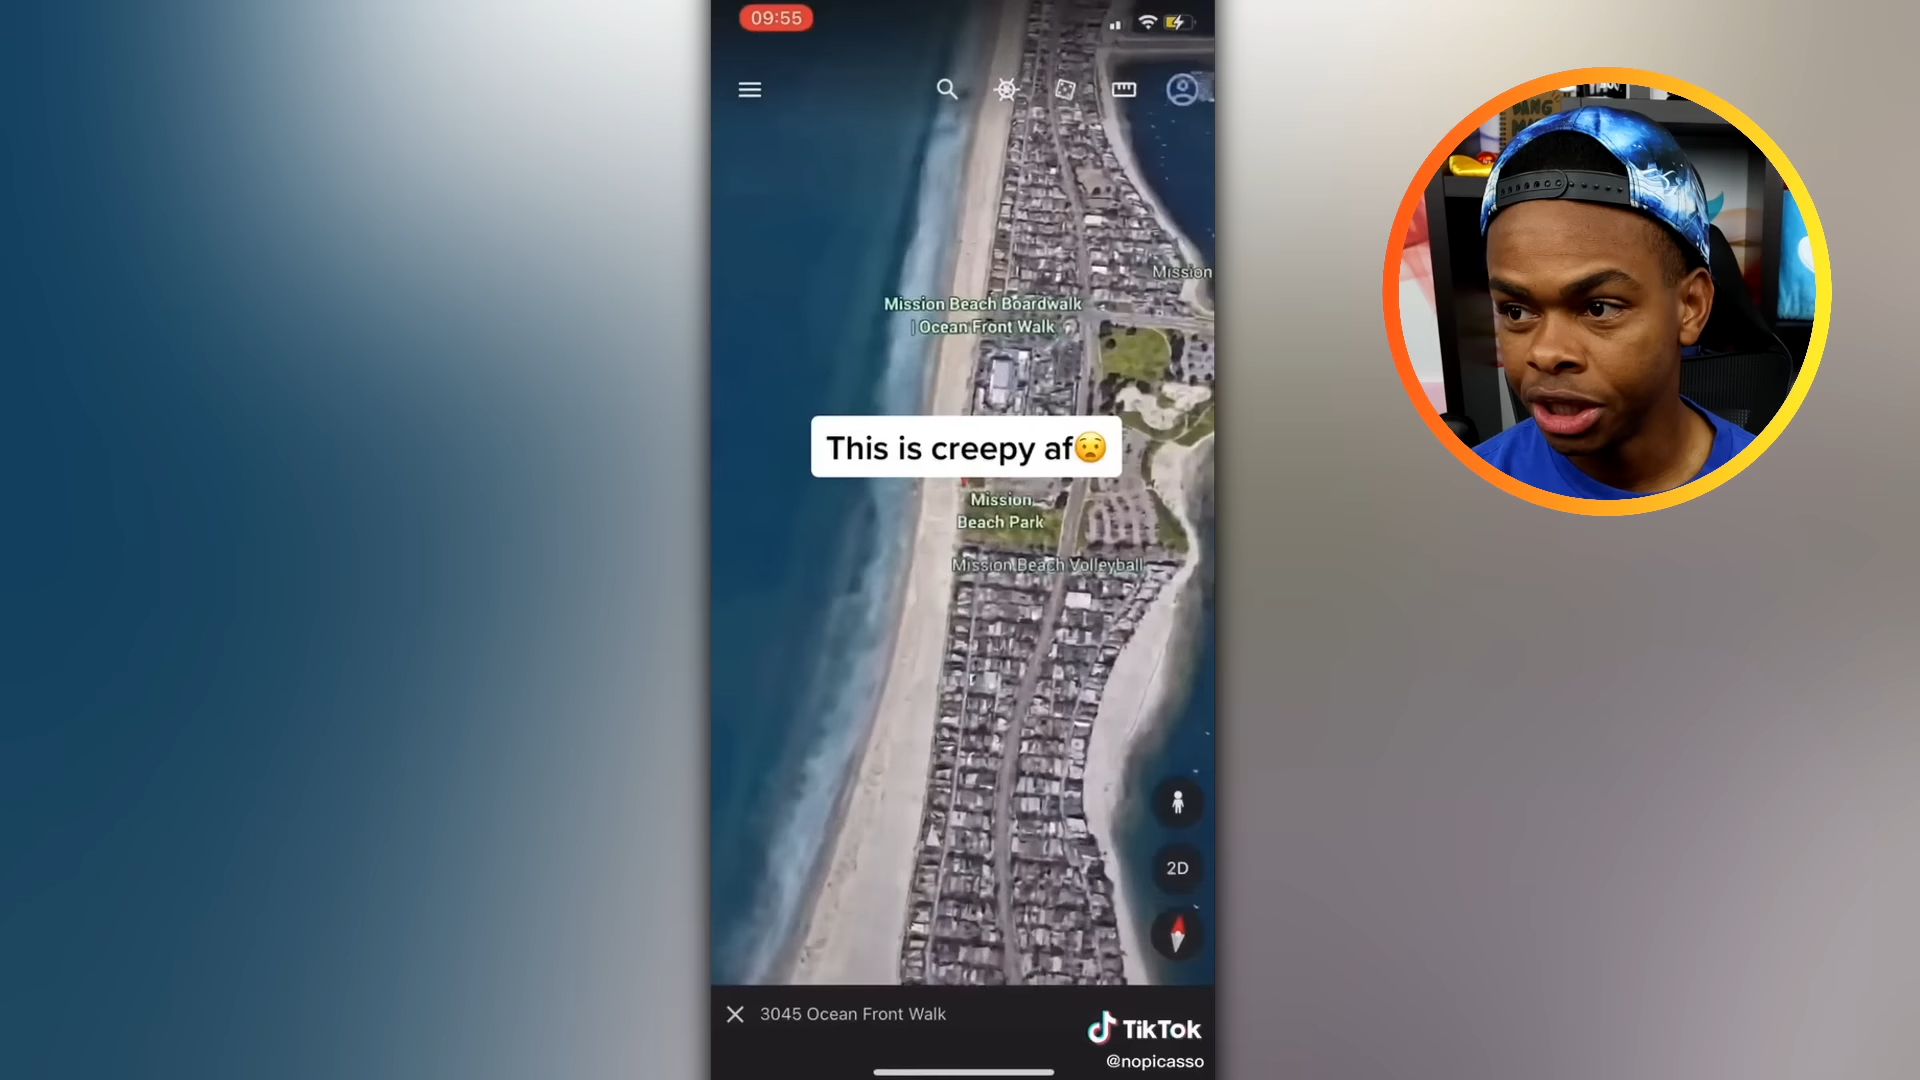 09:55
Mission
Mission Beach Boardwalk
| Ocean Front Walk
This is creepy af😟
Mission
Beach Park
Mission Beach Volleyball
2D
3045 Ocean Front Walk
TikTok
@nopicasso